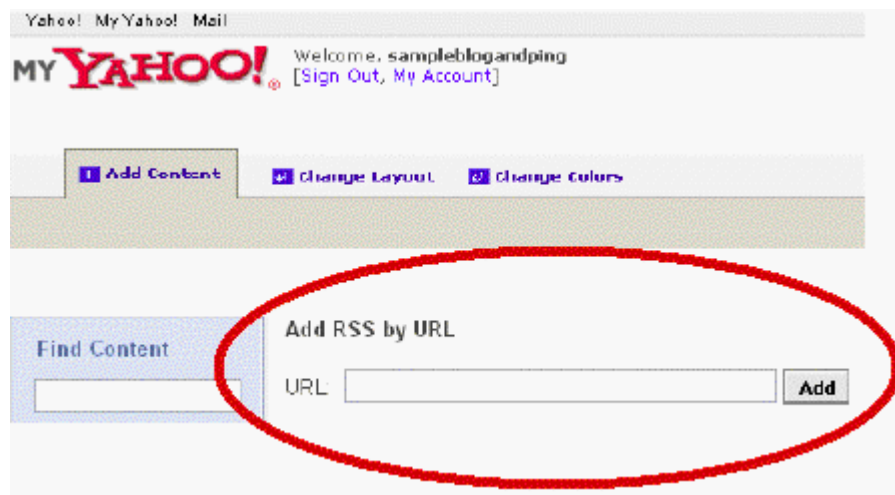 Yahoo! My Yahoo! Mail
MY YAHOO!® Welcome, sampleblogandping
[Sign Out, My Account]
Add Content Change Layout Change Colors
Add RSS by URL
Find Content
URL: Add